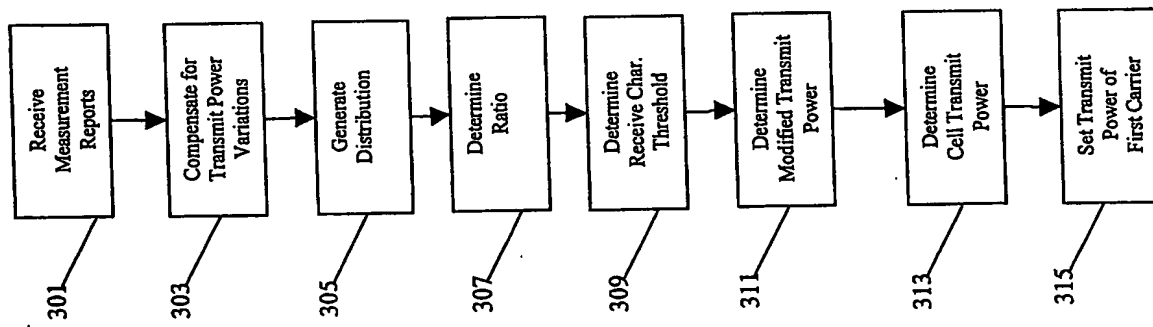 301
Receive
Measurement
Reports
303
Compensate for
Transmit Power
Variations
305
Generate
Distribution
307
Determine
Ratio
309
Determine
Receive Char.
Threshold
311
Determine
Modified Transmit
Power
313
Determine
Cell Transmit
Power
315
Set Transmit
Power of
First Carrier